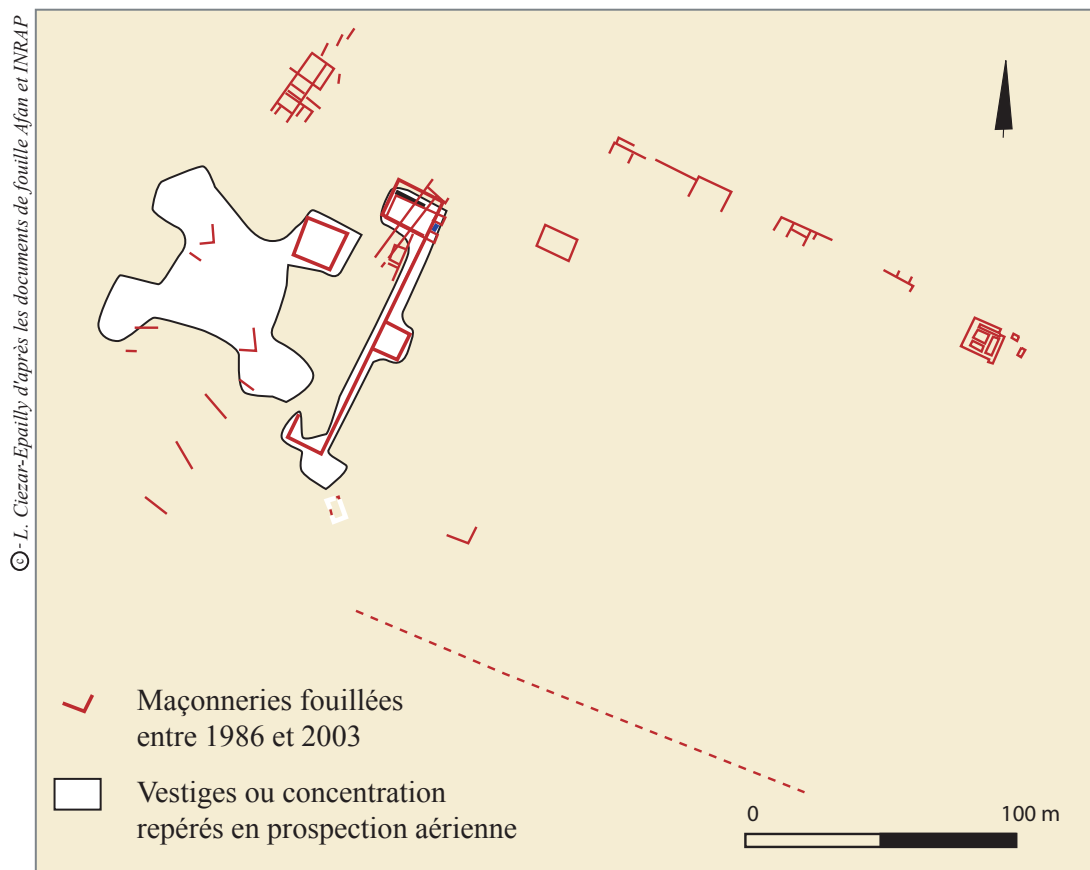 © - L. Ciezar-Epailly d'après les documents de fouille Afan et INRAP
Maçonneries fouillées
entre 1986 et 2003
Vestiges ou concentration
repérés en prospection aérienne
0 100 m